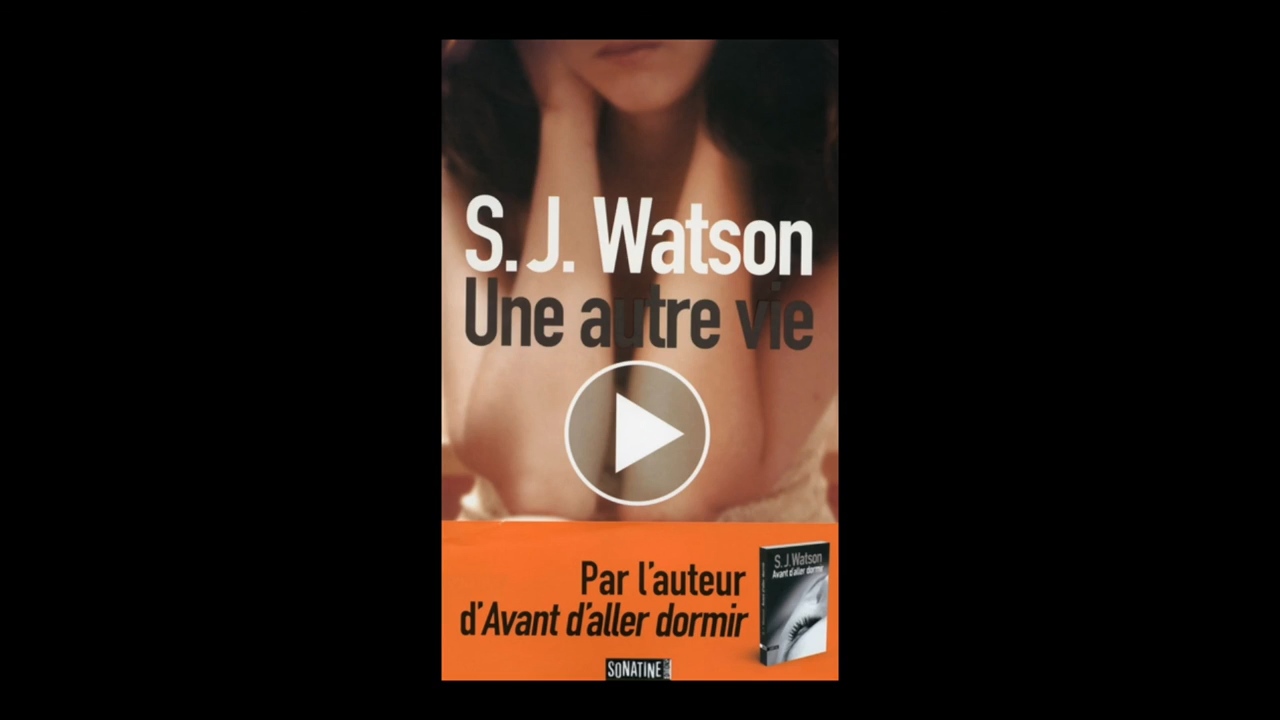 S.J. Watson
Une autre vie
Par l'auteur
d'Avant d'aller dormir
S.J.Watson
Avant d'aller dormir
SONATINE